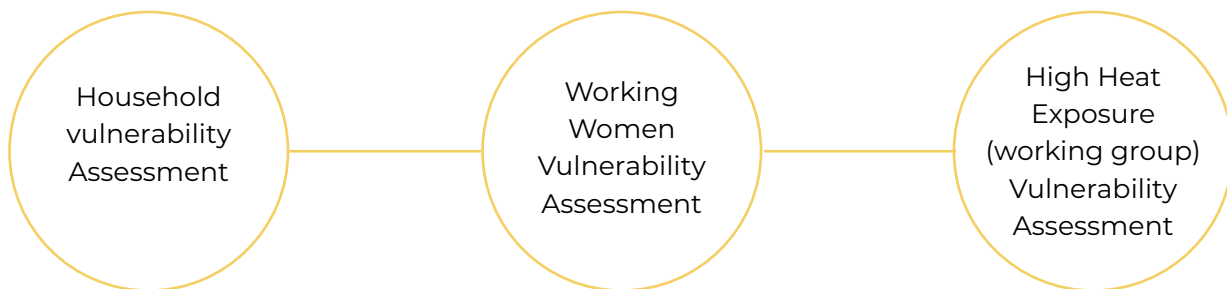 Household
vulnerability
Assessment
Working
Women
Vulnerability
Assessment
High Heat
Exposure
(working group)
Vulnerability
Assessment